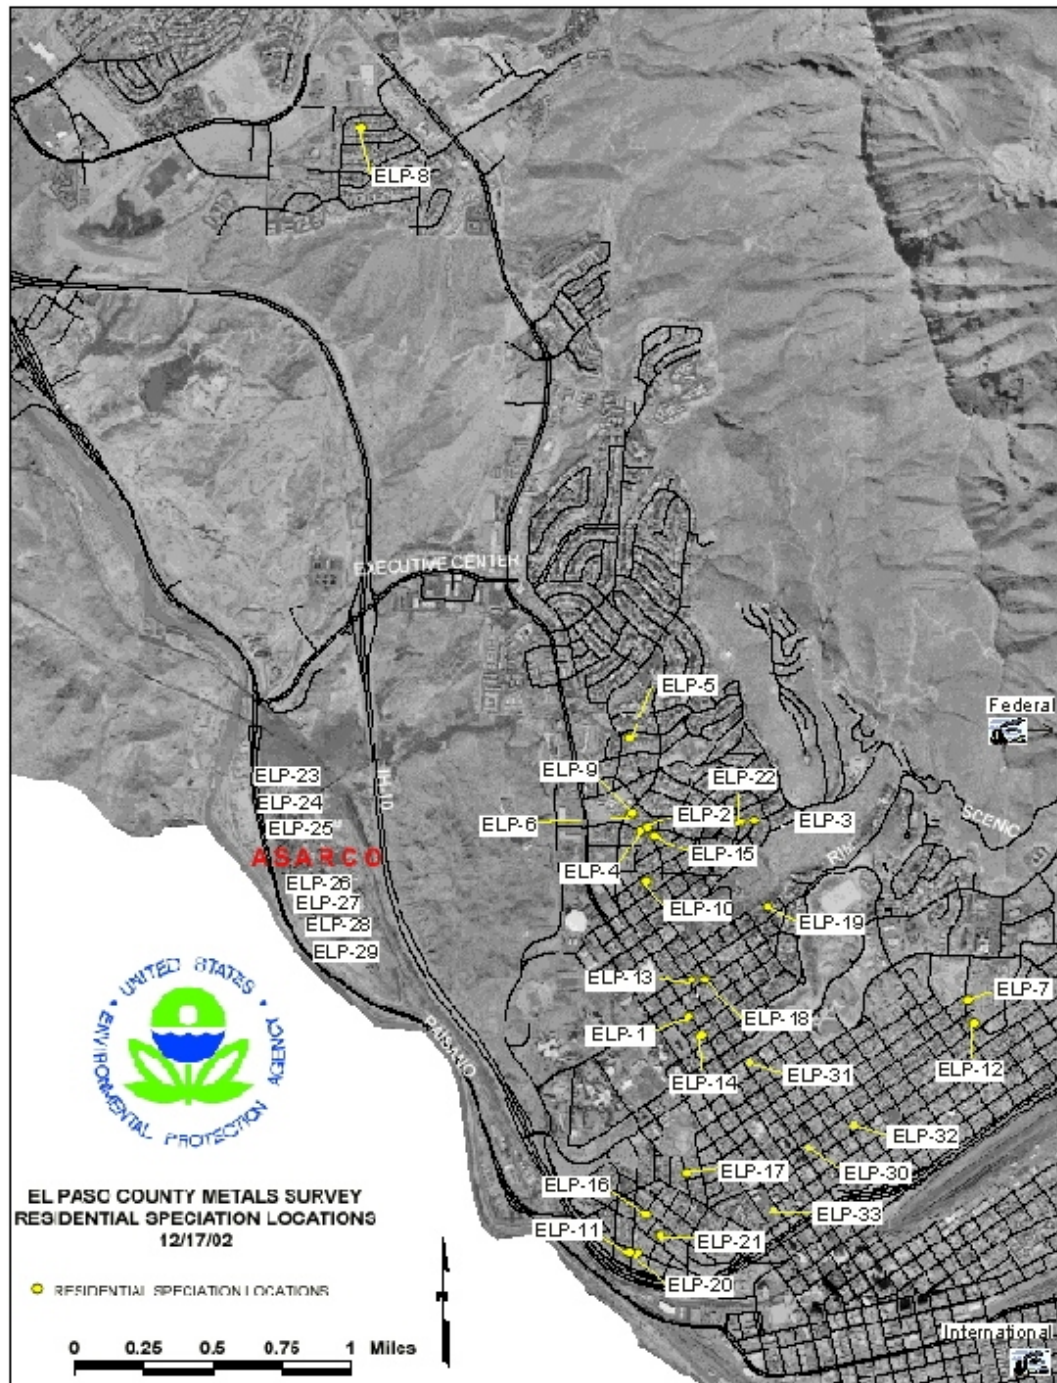 ELP-8
EXECUTIVE CENTER
ELP-5
Federal
ELP-9
ELP-22
ELP-23
ELP-24
ELP-6
ELP-2
ELP-3
SCENIC
ELP-25
ELP-15
RIM
ASARCO
ELP-4
IH-10
ELP-26
ELP-10
ELP-27
ELP-19
ELP-28
ELP-29
ELP-13
ELP-7
ELP-18
ELP-1
PAISANO
ELP-14
ELP-31
ELP-12
ELP-32
ELP-17
ELP-30
ELP-16
ELP-33
ELP-11
ELP-21
ELP-20
International
UNITED STATES
ENVIRONMENTAL PROTECTION AGENCY
EL PASO COUNTY METALS SURVEY
RESIDENTIAL SPECIATION LOCATIONS
12/17/02
RESIDENTIAL SPECIATION LOCATIONS
0 0.25 0.5 0.75 1 Miles